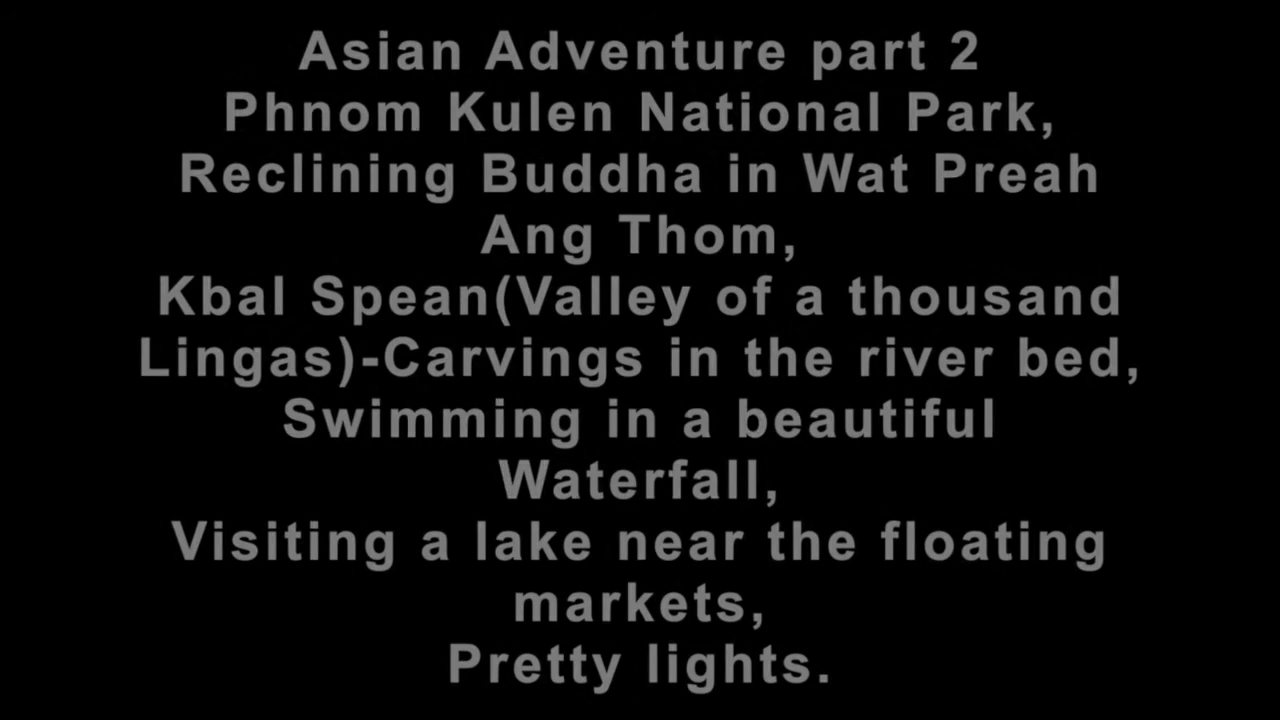 Asian Adventure part 2
Phnom Kulen National Park,
Reclining Buddha in Wat Preah
Ang Thom,
Kbal Spean(Valley of a thousand
Lingas)-Carvings in the river bed,
Swimming in a beautiful
Waterfall,
Visiting a lake near the floating
markets,
Pretty lights.